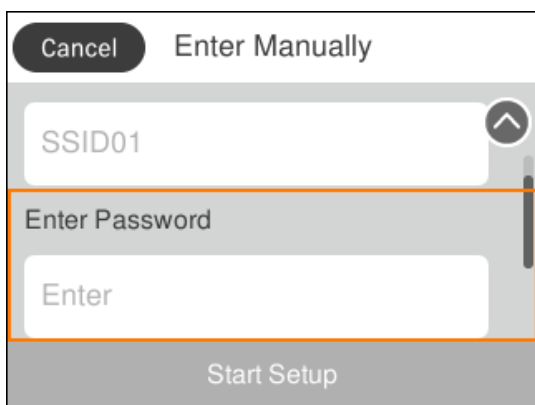 Cancel Enter Manually
SSID01
Enter Password
Enter
Start Setup